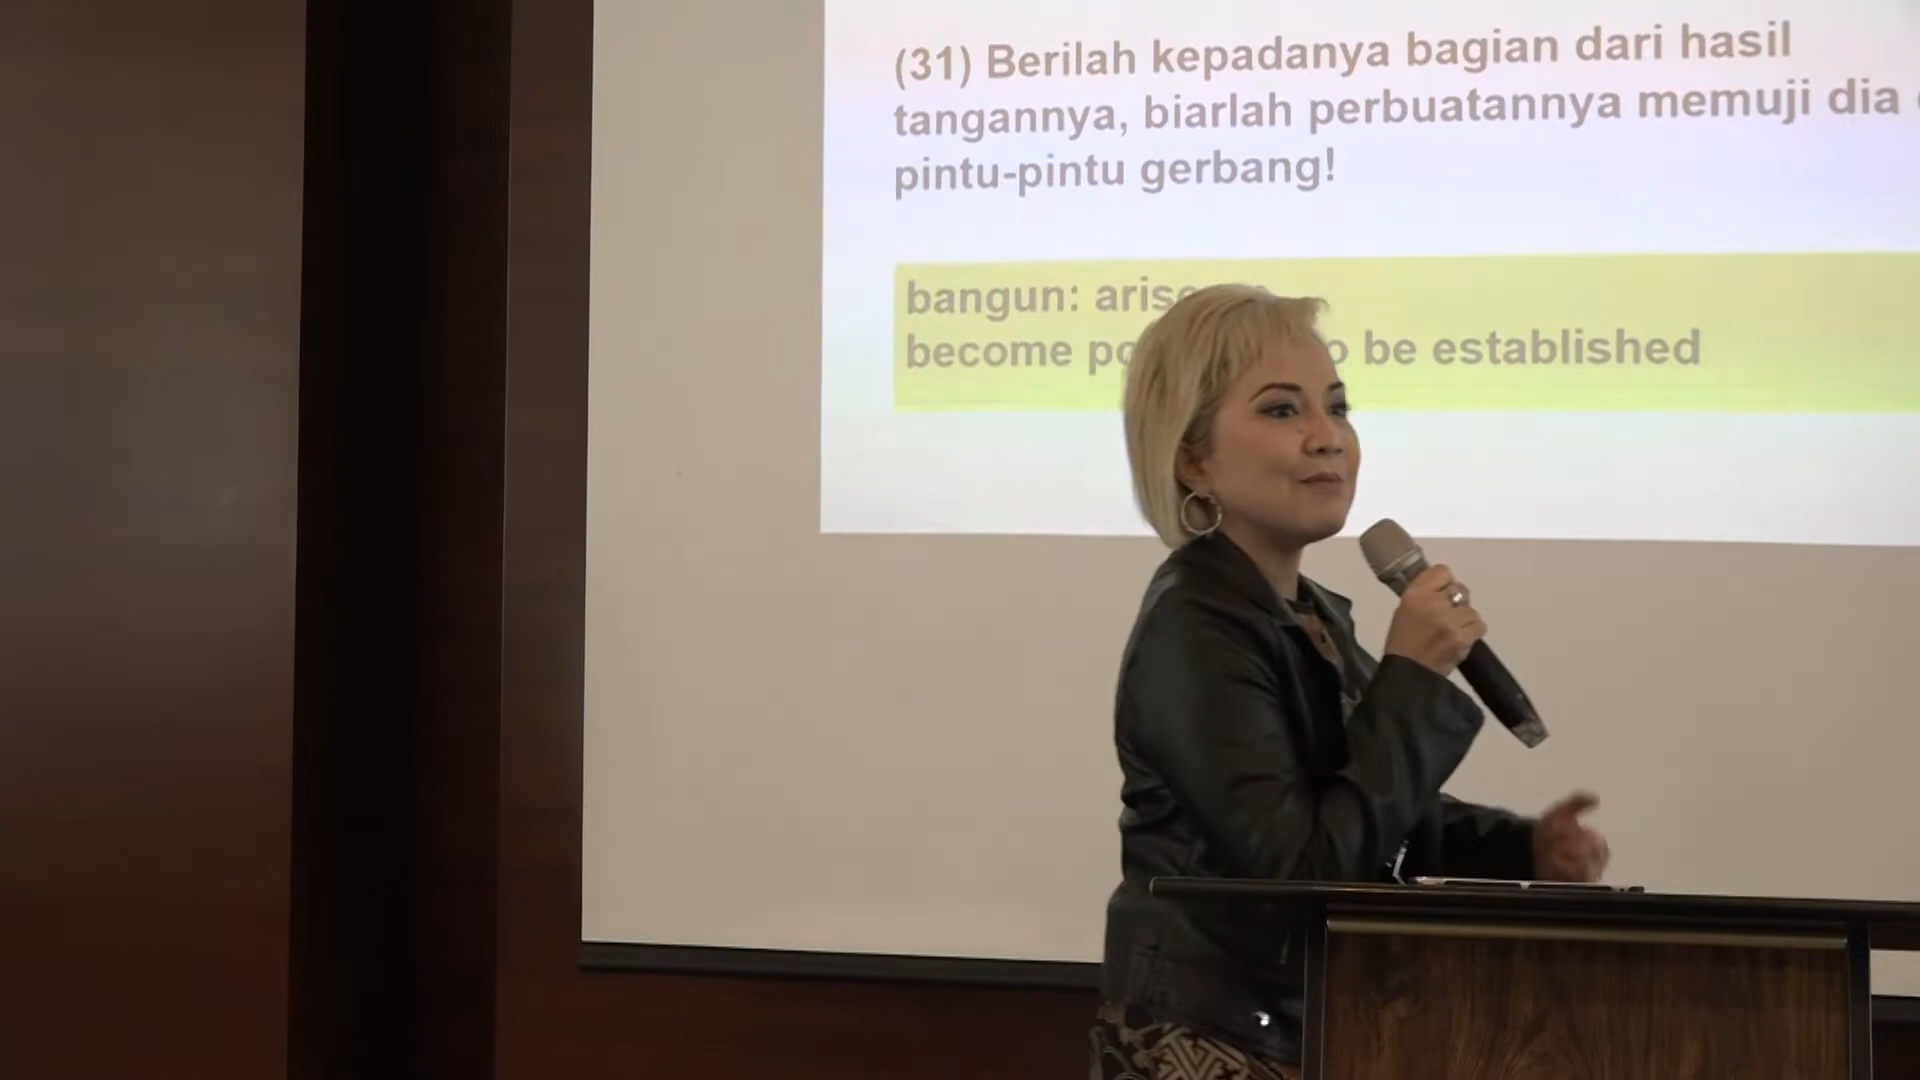 (31) Berilah kepadanya bagian dari hasil
tangannya, biarlah perbuatannya memuji dia
pintu-pintu gerbang!
bangun: arise
become be established